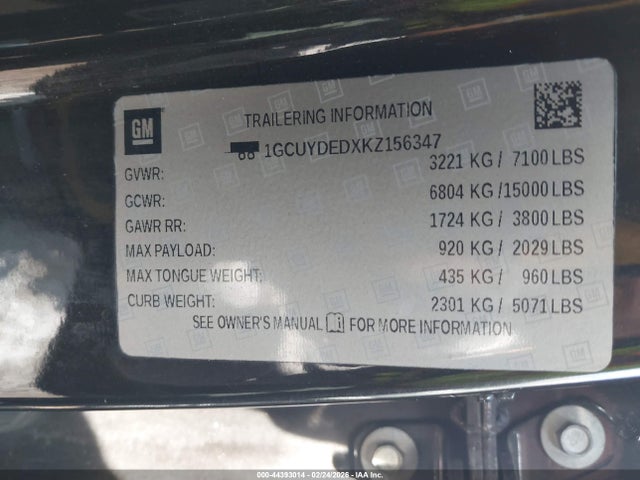 GM
TRAILERING INFORMATION
1GCUYDEDXKZ156347
GVWR: 3221 KG / 7100 LBS
GCWR: 6804 KG /15000 LBS
GAWR RR: 1724 KG / 3800 LBS
MAX PAYLOAD: 920 KG / 2029 LBS
MAX TONGUE WEIGHT: 435 KG / 960 LBS
CURB WEIGHT: 2301 KG / 5071 LBS
SEE OWNER'S MANUAL FOR MORE INFORMATION
000-44393014 - 02/24/2026 - IAAI